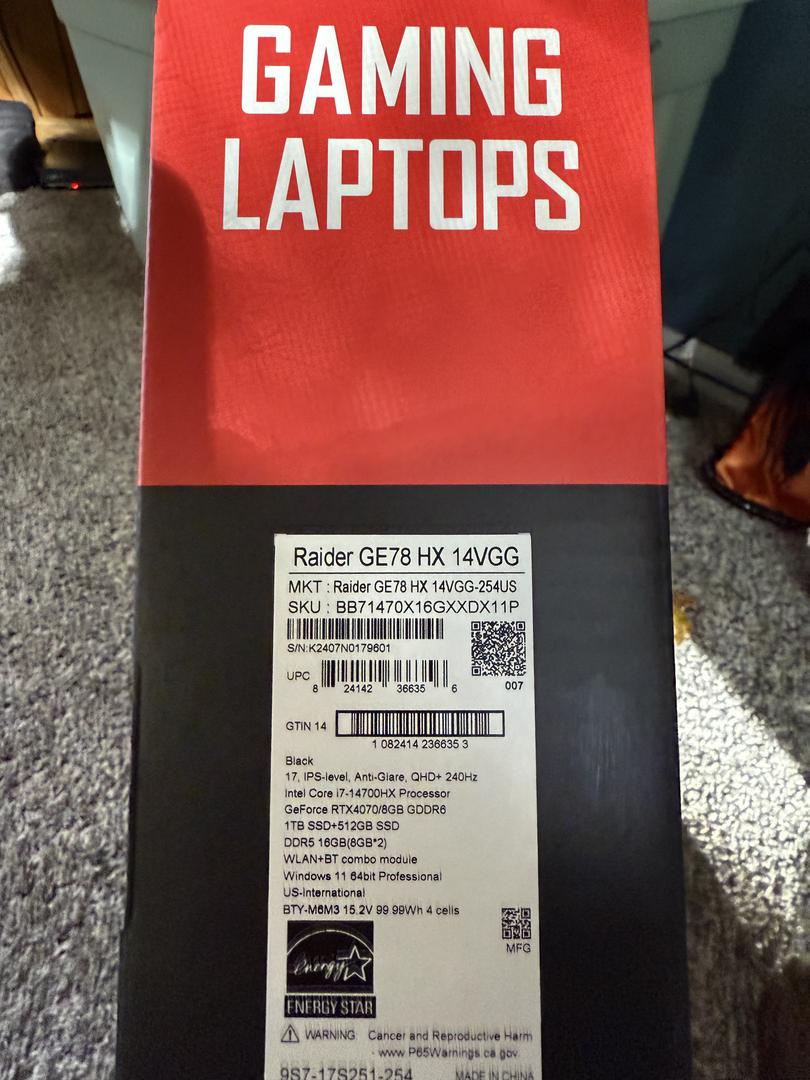 GAMING
LAPTOPS
Raider GE78 HX 14VGG
MKT : Raider GE78 HX 14VGG-254US
SKU : BB71470X16GXXDX11P
S/N:K2407N0179601
UPC 8 24142 36635 6
007
GTIN 14
1 082414 236635 3
Black
17, IPS-level, Anti-Glare, QHD+ 240Hz
Intel Core i7-14700HX Processor
GeForce RTX4070/8GB GDDR6
1TB SSD+512GB SSD
DDR5 16GB(8GB*2)
WLAN+BT combo module
Windows 11 64bit Professional
US-International
BTY-M6M3 15.2V 99.99Wh 4 cells
MFG
energy
ENERGY STAR
WARNING Cancer and Reproductive Harm
- www.P65Warnings.ca.gov.
9S7-17S251-254 MADE IN CHINA